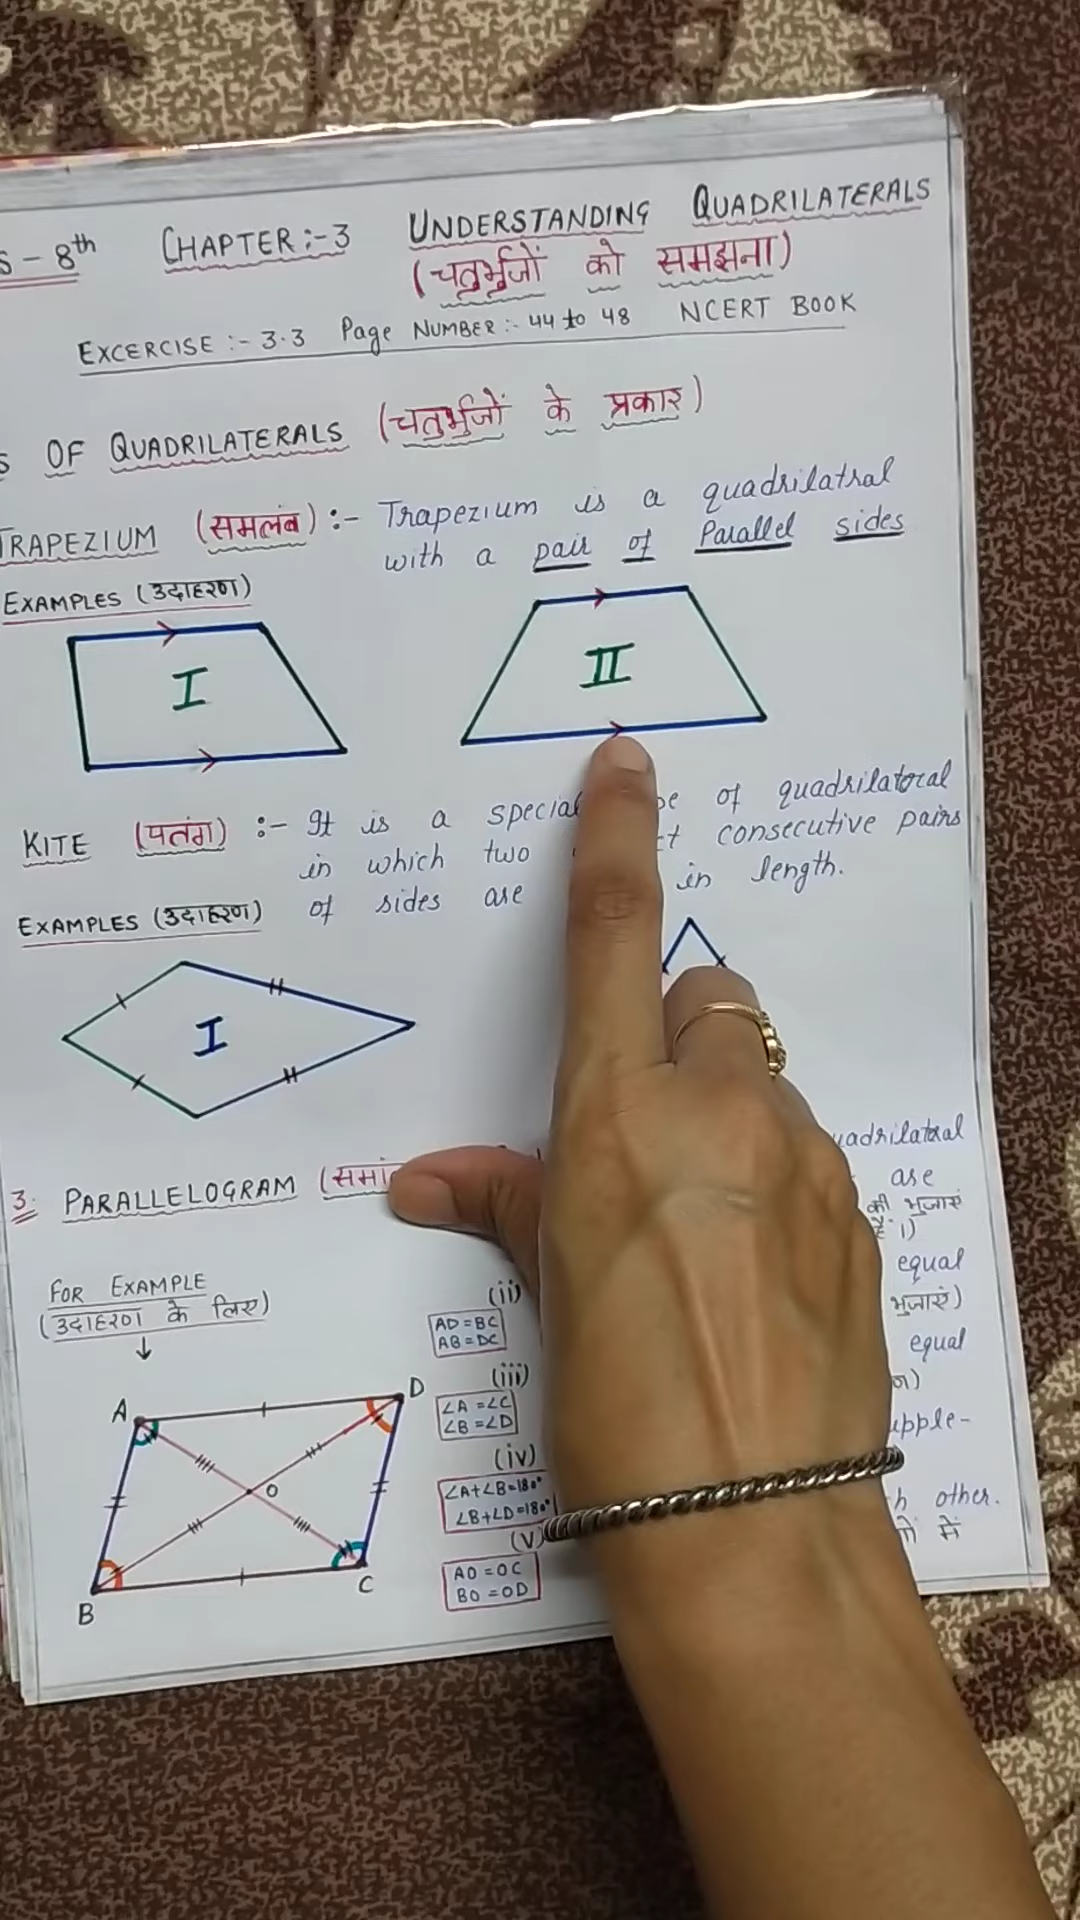 S - 8th CHAPTER :- 3 UNDERSTANDING QUADRILATERALS
(चतुर्भुजों को समझना)
EXCERCISE :- 3.3 Page NUMBER :- 44 to 48 NCERT BOOK
S OF QUADRILATERALS (चतुर्भुजों के प्रकार)
TRAPEZIUM (समलंब) :- Trapezium is a quadrilatral
with a pair of Parallel sides
EXAMPLES (उदाहरण)
I II
KITE (पतंग) :- It is a special of quadrilateral
in which two consecutive pairs
of sides are in length.
EXAMPLES (उदाहरण)
I
3. PARALLELOGRAM (समां
are
की भुजाएं
हैं ।)
equal
भुजाएं)
equal
FOR EXAMPLE
(उदाहरण के लिए)
↓
(ii)
AD = BC
AB = DC
(iii)
∠A = ∠C
∠B = ∠D
(iv)
∠A+∠B=180°
∠B+∠D=180°
(v)
AO = OC
BO = OD
other.
में
A D
O
B C